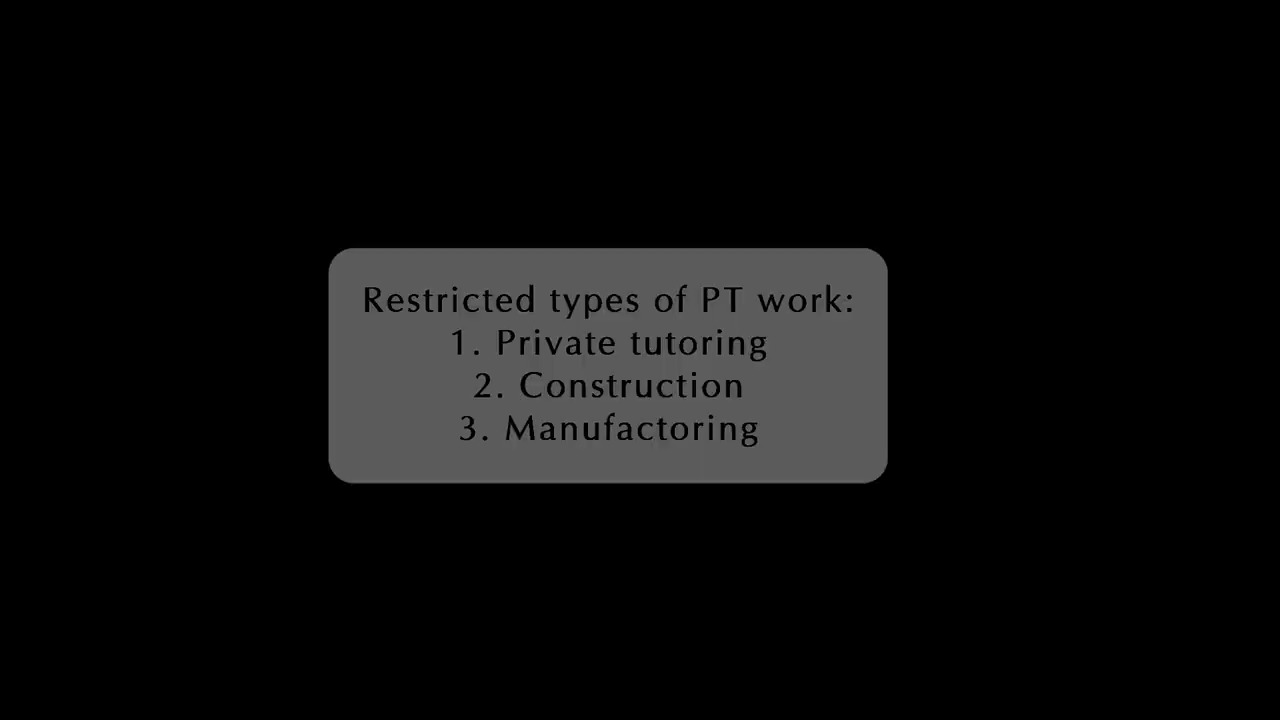 Restricted types of PT work:
1. Private tutoring
2. Construction
3. Manufactoring